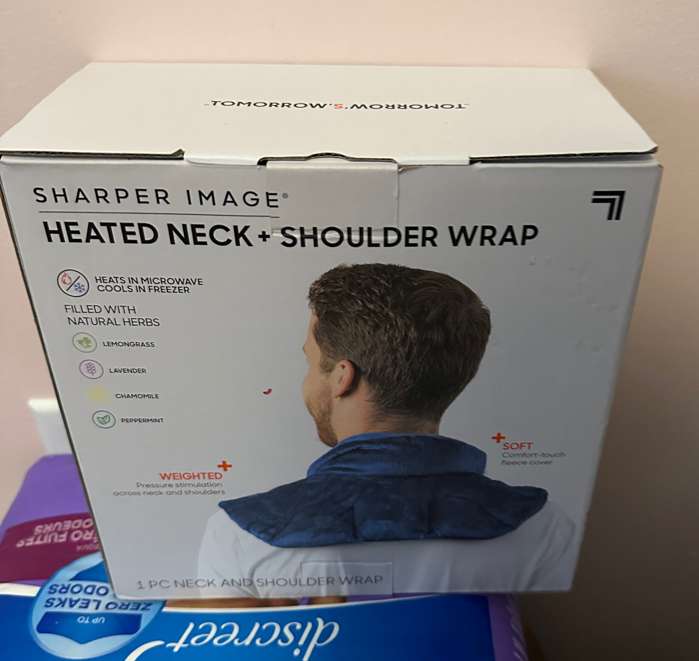 TOMORROW'S.WORROMOT
SHARPER IMAGE®
HEATED NECK + SHOULDER WRAP
HEATS IN MICROWAVE
COOLS IN FREEZER
FILLED WITH
NATURAL HERBS
LEMONGRASS
LAVENDER
CHAMOMILE
PEPPERMINT
SOFT
Comfort-touch
fleece cover
WEIGHTED
Pressure stimulation
across neck and shoulders
1 PC NECK AND SHOULDER WRAP
UP TO
ZERO LEAKS
ODORS
discreet